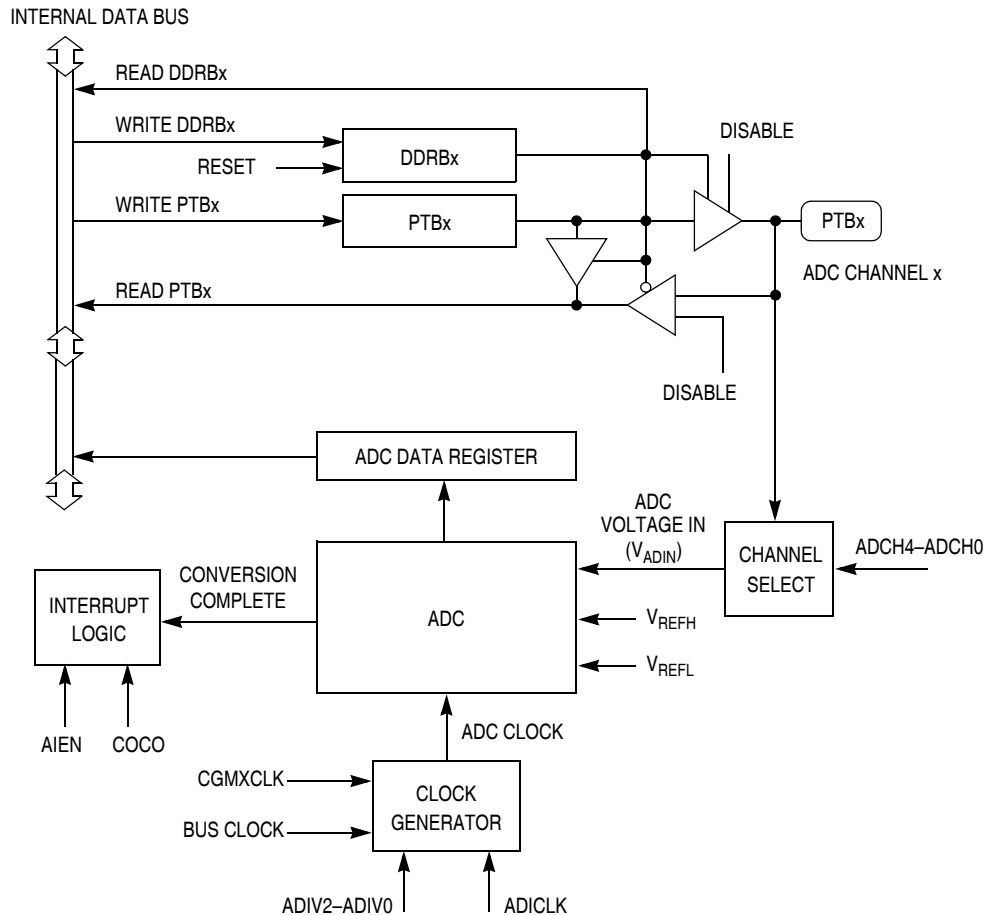 INTERNAL DATA BUS
READ DDRBx
WRITE DDRBx
DISABLE
DDRBx
RESET
WRITE PTBx
PTBx
PTBx
ADC CHANNEL x
READ PTBx
DISABLE
ADC DATA REGISTER
ADC
VOLTAGE IN
(VADIN)
CHANNEL
SELECT
ADCH4–ADCH0
CONVERSION
COMPLETE
INTERRUPT
LOGIC
ADC
VREFH
VREFL
AIEN
COCO
ADC CLOCK
CGMXCLK
CLOCK
GENERATOR
BUS CLOCK
ADIV2–ADIV0
ADICLK